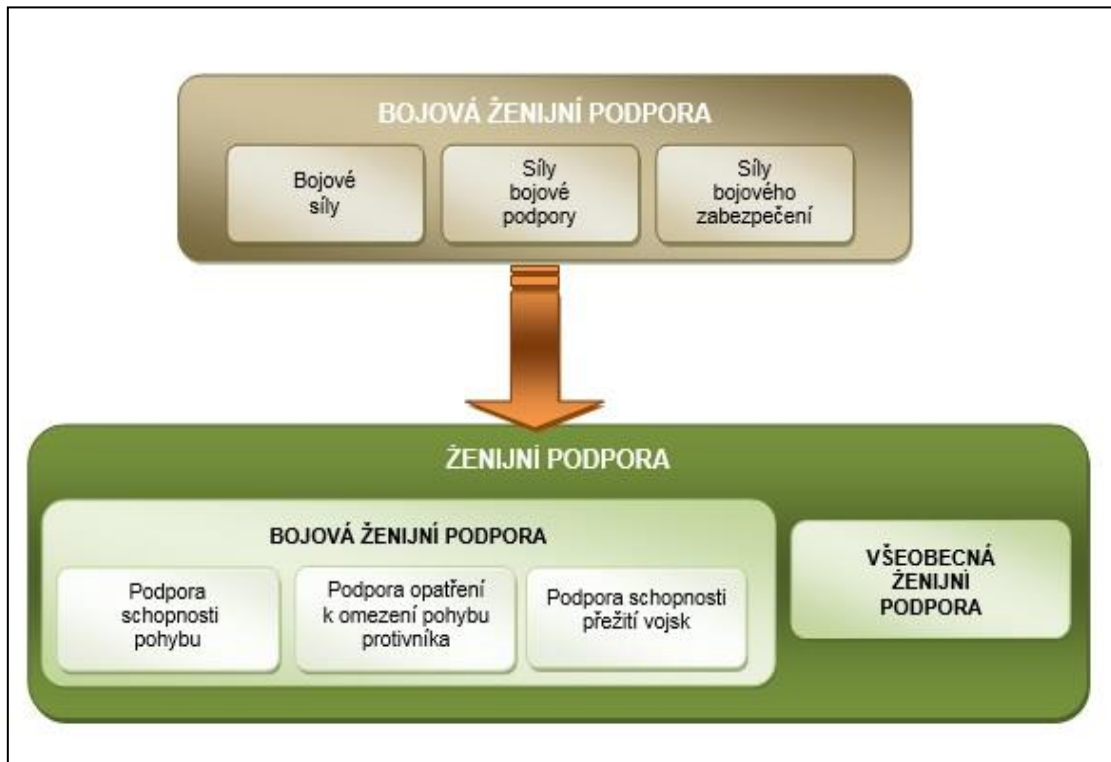 BOJOVÁ ŽENIJNÍ PODPORA
Bojové
síly
Síly
bojové
podpory
Síly
bojového
zabezpečení
ŽENIJNÍ PODPORA
BOJOVÁ ŽENIJNÍ PODPORA
Podpora
schopnosti
pohybu
Podpora opatření
k omezení pohybu
protivníka
Podpora schopnosti
přežití vojsk
VŠEOBECNÁ
ŽENIJNÍ
PODPORA